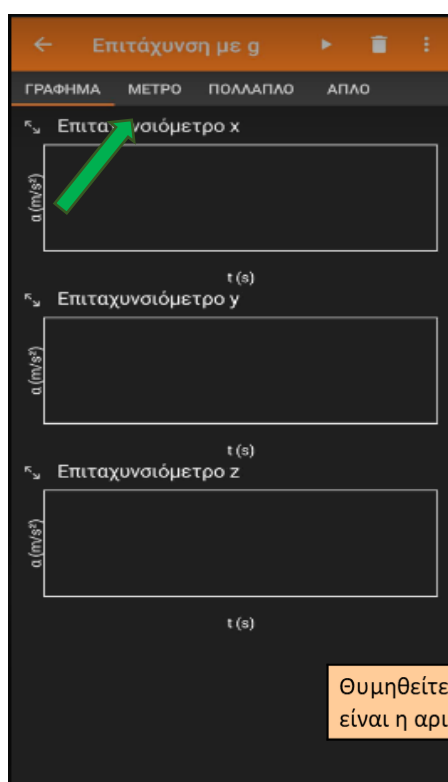 Επιτάχυνση με g
ΓΡΑΦΗΜΑ ΜΕΤΡΟ ΠΟΛΛΑΠΛΟ ΑΠΛΟ
Επιταχυνσιόμετρο x
α (m/s²)
t (s)
Επιταχυνσιόμετρο y
α (m/s²)
t (s)
Επιταχυνσιόμετρο z
α (m/s²)
t (s)
Θυμηθείτε
είναι η αρι